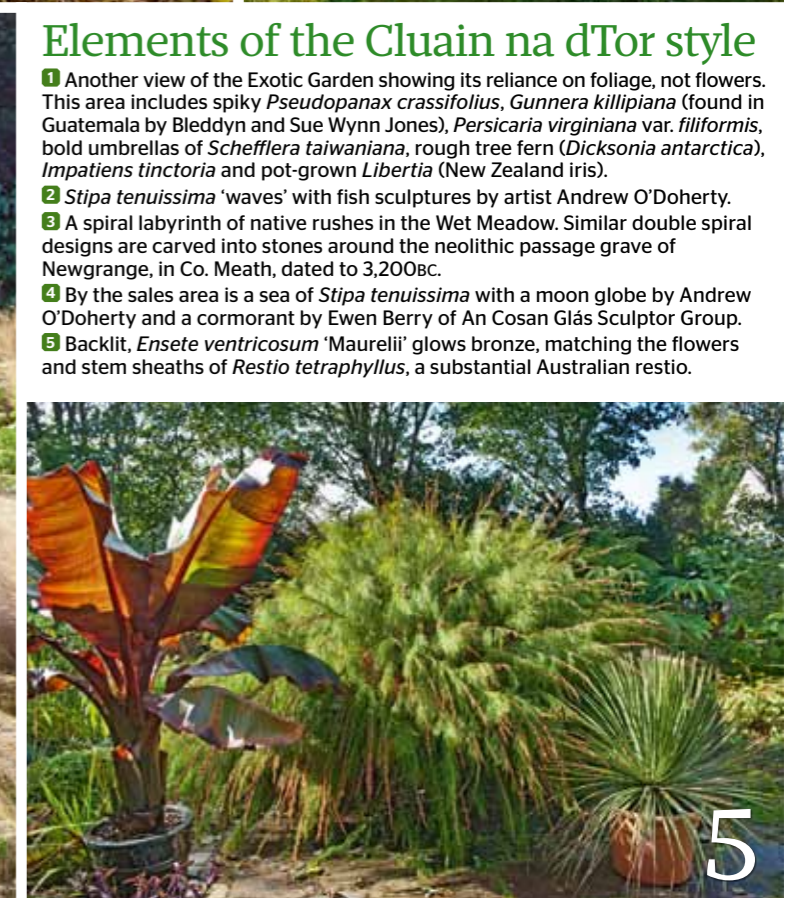 Elements of the Cluain na dTor style
1 Another view of the Exotic Garden showing its reliance on foliage, not flowers.
This area includes spiky Pseudopanax crassifolius, Gunnera killipiana (found in
Guatemala by Bleddyn and Sue Wynn Jones), Persicaria virginiana var. filiformis,
bold umbrellas of Schefflera taiwaniana, rough tree fern (Dicksonia antarctica),
Impatiens tinctoria and pot-grown Libertia (New Zealand iris).
2 Stipa tenuissima ‘waves’ with fish sculptures by artist Andrew O’Doherty.
3 A spiral labyrinth of native rushes in the Wet Meadow. Similar double spiral
designs are carved into stones around the neolithic passage grave of
Newgrange, in Co. Meath, dated to 3,200BC.
4 By the sales area is a sea of Stipa tenuissima with a moon globe by Andrew
O’Doherty and a cormorant by Ewen Berry of An Cosan Glás Sculptor Group.
5 Backlit, Ensete ventricosum ‘Maurelii’ glows bronze, matching the flowers
and stem sheaths of Restio tetraphyllus, a substantial Australian restio.
5